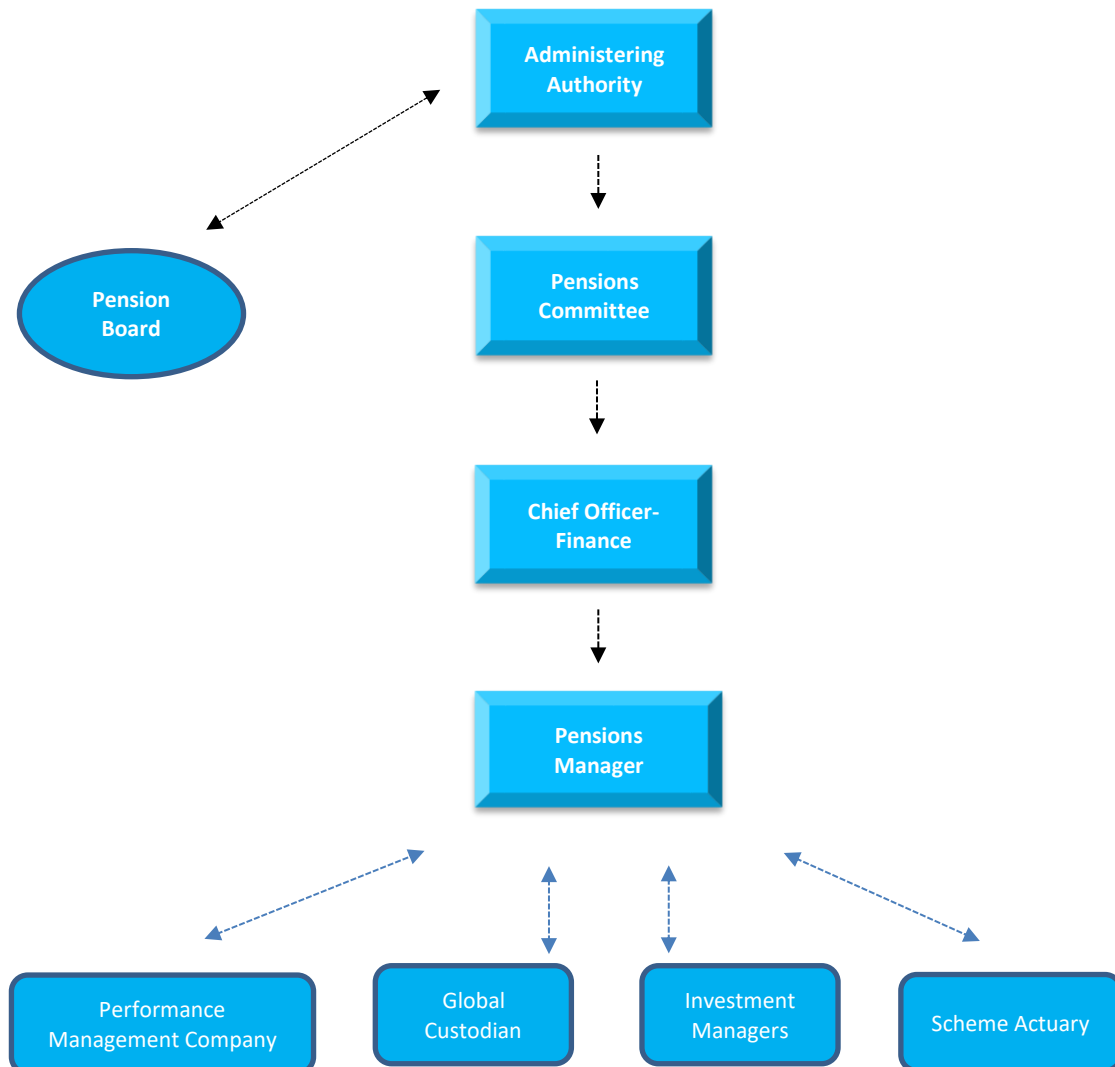 Administering
Authority
Pension
Board
Pensions
Committee
Chief Officer-
Finance
Pensions
Manager
Performance
Management Company
Global
Custodian
Investment
Managers
Scheme Actuary